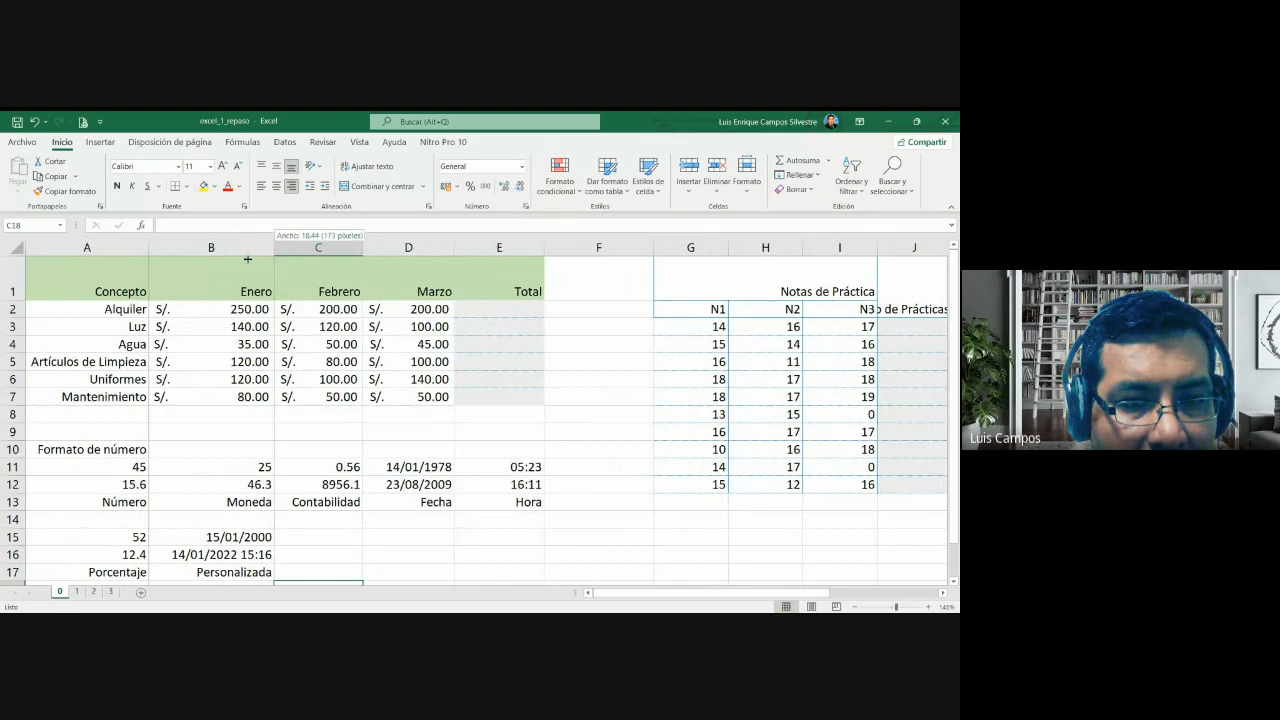 excel_1_repaso - Excel
Buscar (Alt+Q)
Luis Enrique Campos Silvestre
Archivo Inicio Insertar Disposición de página Fórmulas Datos Revisar Vista Ayuda Nitro Pro 10 Compartir
Pegar
Cortar
Copiar
Copiar formato
Portapapeles
Calibri 11
N K S
Fuente
Ajustar texto
Combinar y centrar
Alineación
General
% 000
Número
Formato condicional
Dar formato como tabla
Estilos de celda
Estilos
Insertar Eliminar Formato
Celdas
Autosuma
Rellenar
Borrar
Ordenar y filtrar
Buscar y seleccionar
Edición
C18
fx
Ancho: 18.44 (173 píxeles)
A B C D E F G H I J
1 Concepto Enero Febrero Marzo Total Notas de Práctica
2 Alquiler S/. 250.00 S/. 200.00 S/. 200.00 N1 N2 N3 o de Prácticas
3 Luz S/. 140.00 S/. 120.00 S/. 100.00 14 16 17
4 Agua S/. 35.00 S/. 50.00 S/. 45.00 15 14 16
5 Artículos de Limpieza S/. 120.00 S/. 80.00 S/. 100.00 16 11 18
6 Uniformes S/. 120.00 S/. 100.00 S/. 140.00 18 17 18
7 Mantenimiento S/. 80.00 S/. 50.00 S/. 50.00 18 17 19
8 13 15 0
9 16 17 17
10 Formato de número 10 16 18
11 45 25 0.56 14/01/1978 05:23 14 17 0
12 15.6 46.3 8956.1 23/08/2009 16:11 15 12 16
13 Número Moneda Contabilidad Fecha Hora
14
15 52 15/01/2000
16 12.4 14/01/2022 15:16
17 Porcentaje Personalizada
0 1 2 3
Listo
145%
Luis Campos